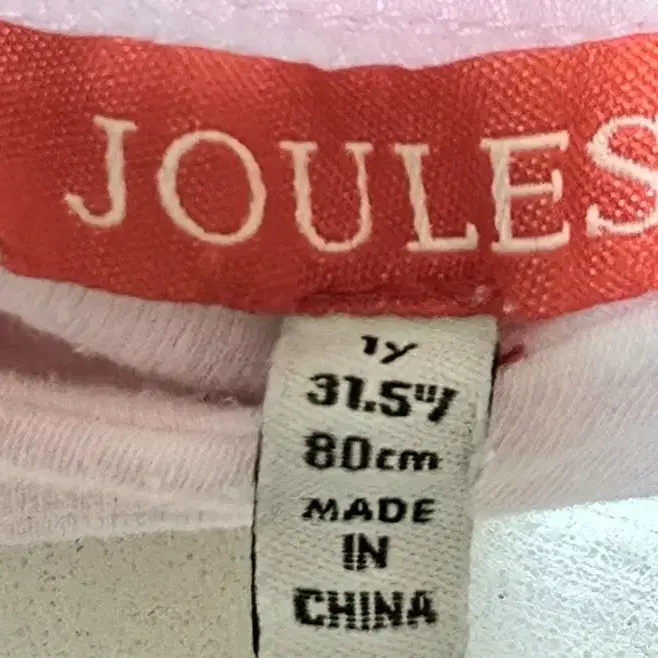 JOULES
1y
31.5"/
80cm
MADE
IN
CHINA